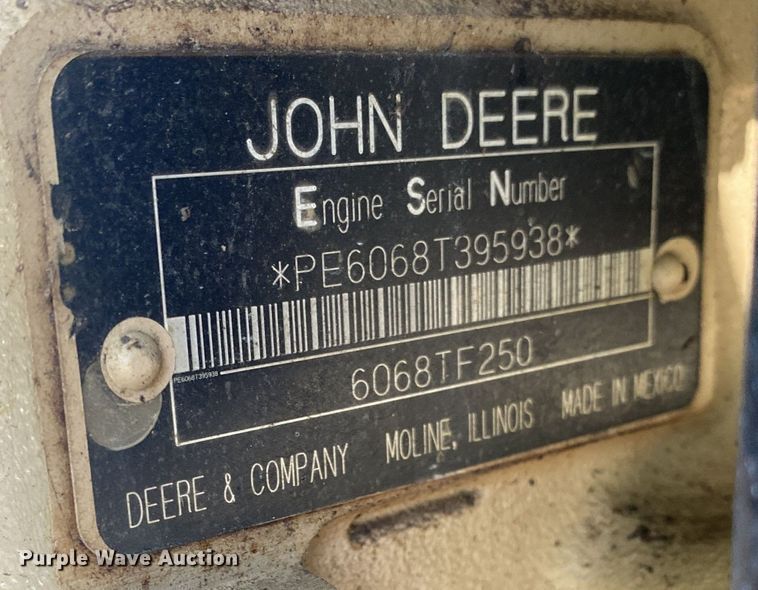 JOHN DEERE
Engine Serial Number
*PE6068T395938*
PE6068T395938
6068TF250
DEERE & COMPANY MOLINE, ILLINOIS MADE IN MEXICO
Purple Wave Auction